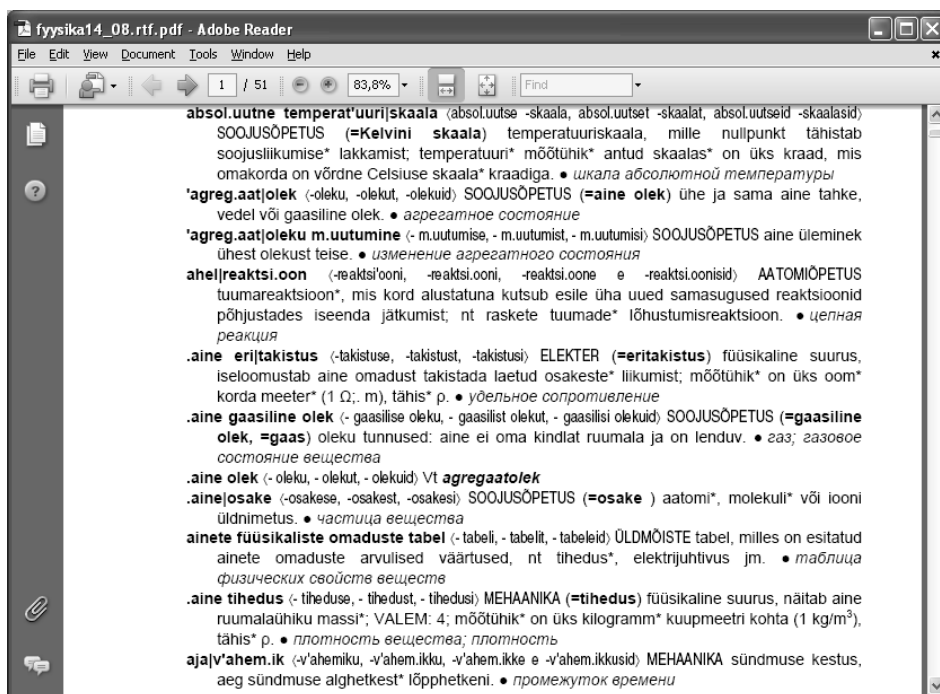 fyysika14_08.rtf.pdf - Adobe Reader
File Edit View Document Tools Window Help
1 / 51 83,8% Find
absol.uutne temperat'uuri|skaala ⟨absol.uutse -skaala, absol.uutset -skaalat, absol.uutseid -skaalasid⟩
SOOJUSÕPETUS (=Kelvini skaala) temperatuuriskaala, mille nullpunkt tähistab
soojusliikumise* lakkamist; temperatuuri* mõõtühik* antud skaalas* on üks kraad, mis
omakorda on võrdne Celsiuse skaala* kraadiga. ● шкала абсолютной температуры
'agreg.aat|olek ⟨-oleku, -olekut, -olekuid⟩ SOOJUSÕPETUS (=aine olek) ühe ja sama aine tahke,
vedel või gaasiline olek. ● агрегатное состояние
'agreg.aat|oleku m.uutumine ⟨- m.uutumise, - m.uutumist, - m.uutumisi⟩ SOOJUSÕPETUS aine üleminek
ühest olekust teise. ● изменение агрегатного состояния
ahel|reaktsi.oon ⟨-reaktsi'ooni, -reaktsi.ooni, -reaktsi.oone e -reaktsi.oonisid⟩ AATOMIÕPETUS
tuumareaktsioon*, mis kord alustatuna kutsub esile üha uued samasugused reaktsioonid
põhjustades iseenda jätkumist; nt raskete tuumade* lõhustumisreaktsioon. ● цепная
реакция
.aine eri|takistus ⟨-takistuse, -takistust, -takistusi⟩ ELEKTER (=eritakistus) füüsikaline suurus,
iseloomustab aine omadust takistada laetud osakeste* liikumist; mõõtühik* on üks oom*
korda meeter* (1 Ω;. m), tähis* ρ. ● удельное сопротивление
.aine gaasiline olek ⟨- gaasilise oleku, - gaasilist olekut, - gaasilisi olekuid⟩ SOOJUSÕPETUS (=gaasiline
olek, =gaas) oleku tunnused: aine ei oma kindlat ruumala ja on lenduv. ● газ; газовое
состояние вещества
.aine olek ⟨- oleku, - olekut, - olekuid⟩ Vt agregaatolek
.aine|osake ⟨-osakese, -osakest, -osakesi⟩ SOOJUSÕPETUS (=osake ) aatomi*, molekuli* või iooni
üldnimetus. ● частица вещества
ainete füüsikaliste omaduste tabel ⟨- tabeli, - tabelit, - tabeleid⟩ ÜLDMÕISTE tabel, milles on esitatud
ainete omaduste arvulised väärtused, nt tihedus*, elektrijuhtivus jm. ● таблица
физических свойств веществ
.aine tihedus ⟨- tiheduse, - tihedust, - tihedusi⟩ MEHAANIKA (=tihedus) füüsikaline suurus, näitab aine
ruumalaühiku massi*; VALEM: 4; mõõtühik* on üks kilogramm* kuupmeetri kohta (1 kg/m³),
tähis* ρ. ● плотность вещества; плотность
aja|v'ahem.ik ⟨-v'ahemiku, -v'ahem.ikku, -v'ahem.ikke e -v'ahem.ikkusid⟩ MEHAANIKA sündmuse kestus,
aeg sündmuse alghetkest* lõpphetkeni. ● промежуток времени